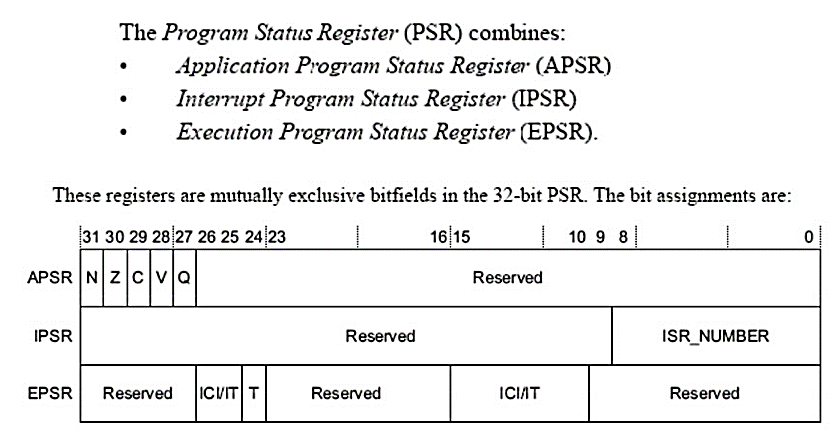 The Program Status Register (PSR) combines:
• Application Program Status Register (APSR)
• Interrupt Program Status Register (IPSR)
• Execution Program Status Register (EPSR).
These registers are mutually exclusive bitfields in the 32-bit PSR. The bit assignments are:
31 30 29 28 27 26 25 24 23 16 15 10 9 8 0
APSR N Z C V Q Reserved
IPSR Reserved ISR_NUMBER
EPSR Reserved ICI/IT T Reserved ICI/IT Reserved